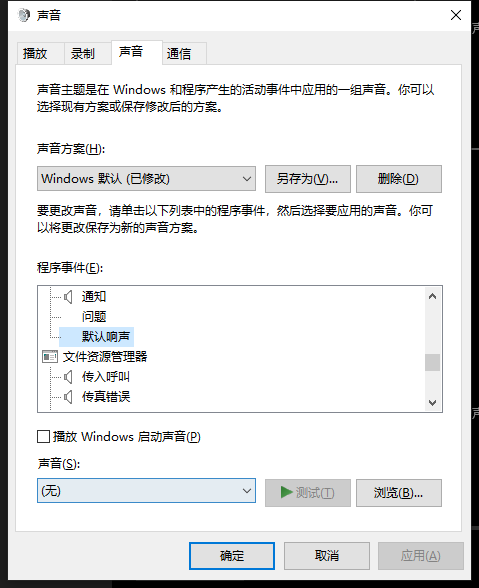 声音
播放 录制 声音 通信
声音主题是在 Windows 和程序产生的活动事件中应用的一组声音。你可以
选择现有方案或保存修改后的方案。
声音方案(H):
Windows 默认 (已修改) 另存为(V)... 删除(D)
要更改声音，请单击以下列表中的程序事件，然后选择要应用的声音。你可
以将更改保存为新的声音方案。
程序事件(E):
通知
问题
默认响声
文件资源管理器
传入呼叫
传真错误
播放 Windows 启动声音(P)
声音(S):
(无) 测试(T) 浏览(B)...
确定 取消 应用(A)